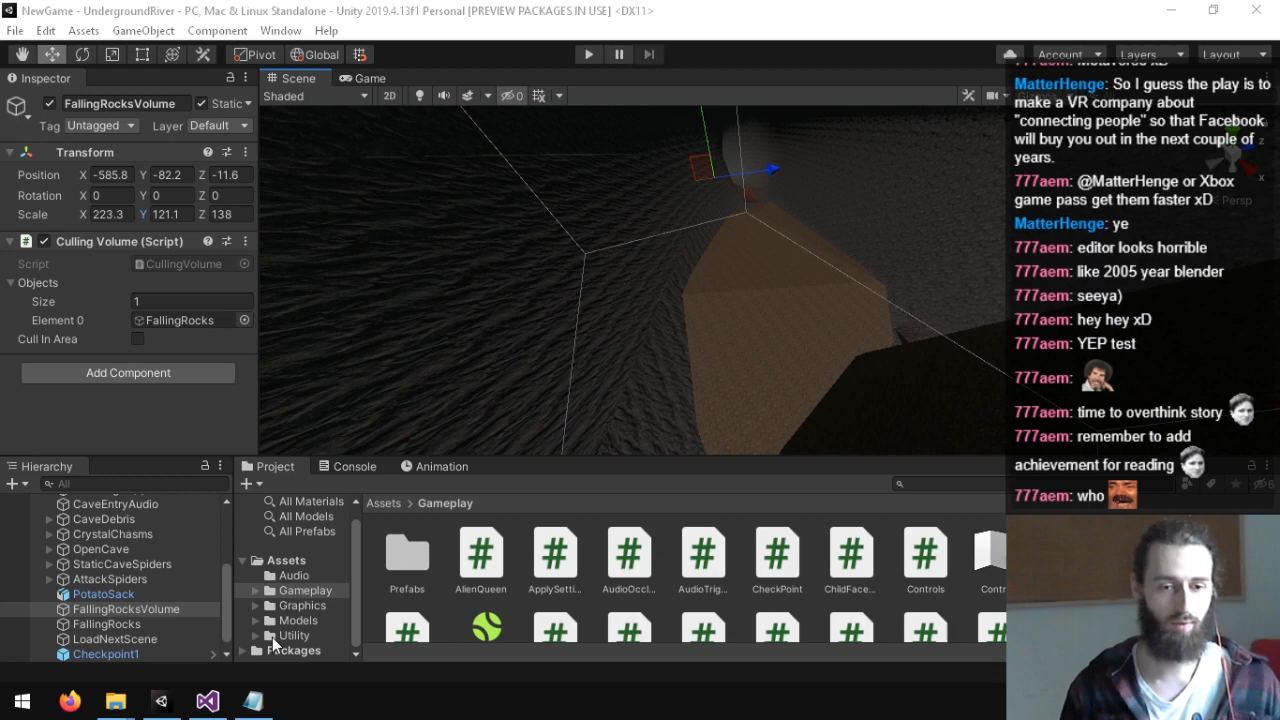 NewGame - UndergroundRiver - PC, Mac & Linux Standalone - Unity 2019.4.13f1 Personal [PREVIEW PACKAGES IN USE] <DX11>
File Edit Assets GameObject Component Window Help
Pivot Global Account Layers Layout
Inspector
FallingRocksVolume Static
Tag Untagged Layer Default
Transform
Position X -585.8 Y -82.2 Z -11.6
Rotation X 0 Y 0 Z 0
Scale X 223.3 Y 121.1 Z 138
# Culling Volume (Script)
Script CullingVolume
Objects
Size 1
Element 0 FallingRocks
Cull In Area
Add Component
Scene Game
Shaded 2D 0
Persp
MatterHenge: So I guess the play is to
make a VR company about
"connecting people" so that Facebook
will buy you out in the next couple of
years.
777aem: @MatterHenge or Xbox
game pass get them faster xD
MatterHenge: ye
777aem: editor looks horrible
777aem: like 2005 year blender
777aem: seeya)
777aem: hey hey xD
777aem: YEP test
777aem:
777aem: time to overthink story
777aem: remember to add
achievement for reading
777aem: who
Hierarchy
All
CaveEntryAudio
CaveDebris
CrystalChasms
OpenCave
StaticCaveSpiders
AttackSpiders
PotatoSack
FallingRocksVolume
FallingRocks
LoadNextScene
Checkpoint1
Project Console Animation
All Materials
All Models
All Prefabs
Assets
Audio
Gameplay
Graphics
Models
Utility
Packages
Assets Gameplay
6
Prefabs AlienQueen ApplySetti... AudioOccl... AudioTrig... CheckPoint ChildFace... Controls Contr